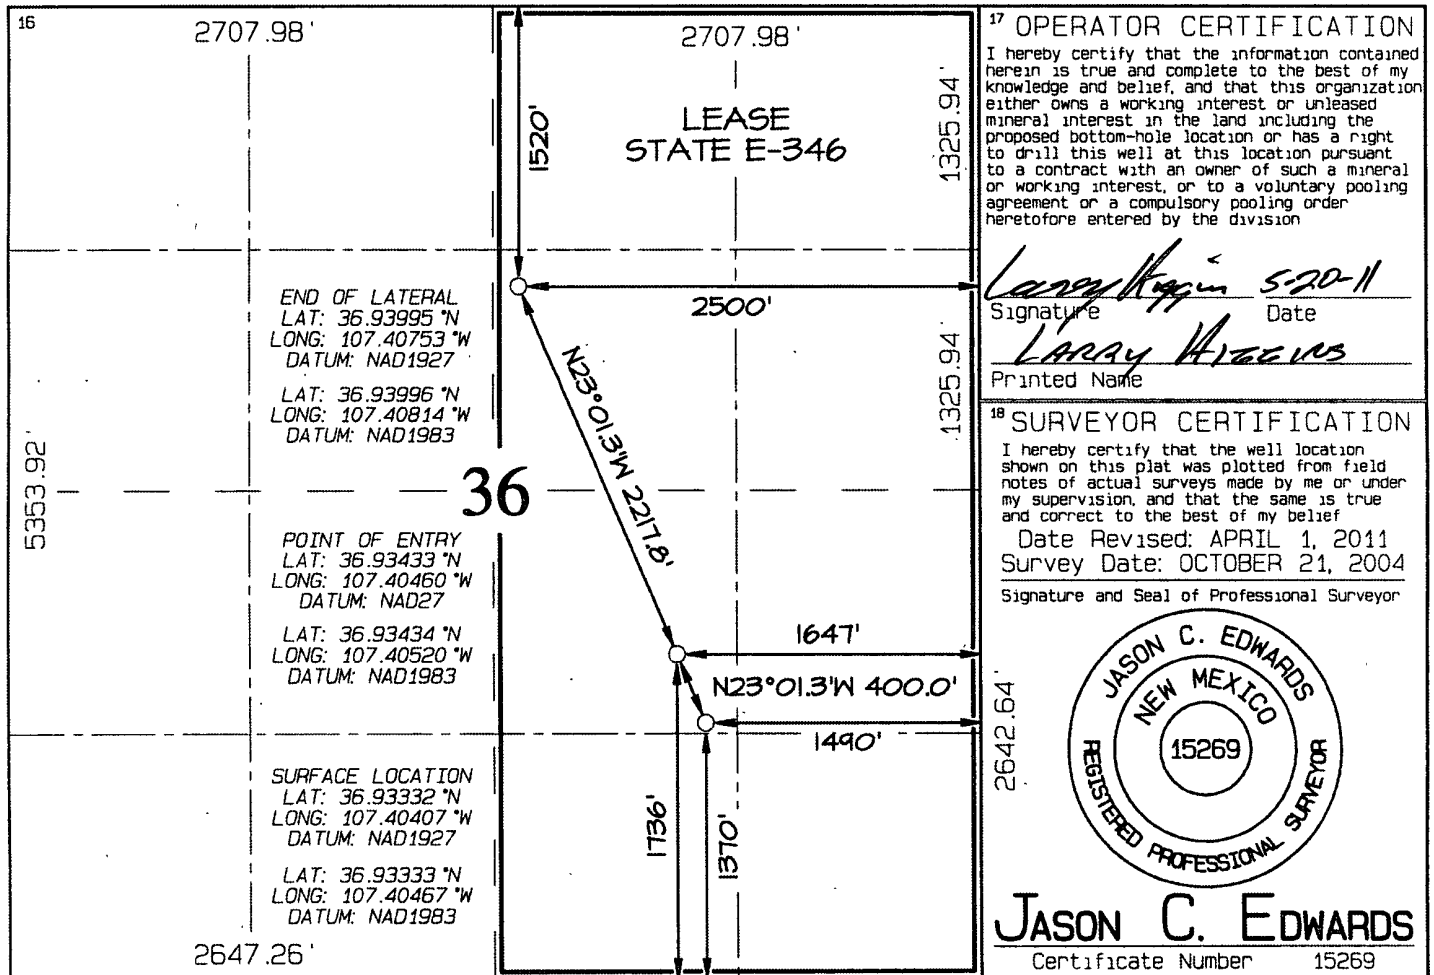 16
2707.98'
2707.98'
1520'
LEASE
STATE E-346
1325.94'
END OF LATERAL
LAT: 36.93995 °N
LONG: 107.40753 °W
DATUM: NAD1927
LAT: 36.93996 °N
LONG: 107.40814 °W
DATUM: NAD1983
2500'
N23°01.3'W 2217.8'
1325.94'
5353.92'
36
POINT OF ENTRY
LAT: 36.93433 °N
LONG: 107.40460 °W
DATUM: NAD27
LAT: 36.93434 °N
LONG: 107.40520 °W
DATUM: NAD1983
1647'
N23°01.3'W 400.0'
1490'
2642.64'
SURFACE LOCATION
LAT: 36.93332 °N
LONG: 107.40407 °W
DATUM: NAD1927
LAT: 36.93333 °N
LONG: 107.40467 °W
DATUM: NAD1983
1736'
1370'
2647.26'
17 OPERATOR CERTIFICATION
I hereby certify that the information contained
herein is true and complete to the best of my
knowledge and belief, and that this organization
either owns a working interest or unleased
mineral interest in the land including the
proposed bottom-hole location or has a right
to drill this well at this location pursuant
to a contract with an owner of such a mineral
or working interest, or to a voluntary pooling
agreement or a compulsory pooling order
heretofore entered by the division
Larry Higgins 5-20-11
Signature Date
LARRY HIGGINS
Printed Name
18 SURVEYOR CERTIFICATION
I hereby certify that the well location
shown on this plat was plotted from field
notes of actual surveys made by me or under
my supervision, and that the same is true
and correct to the best of my belief
Date Revised: APRIL 1, 2011
Survey Date: OCTOBER 21, 2004
Signature and Seal of Professional Surveyor
JASON C. EDWARDS
NEW MEXICO
15269
REGISTERED PROFESSIONAL SURVEYOR
JASON C. EDWARDS
Certificate Number 15269